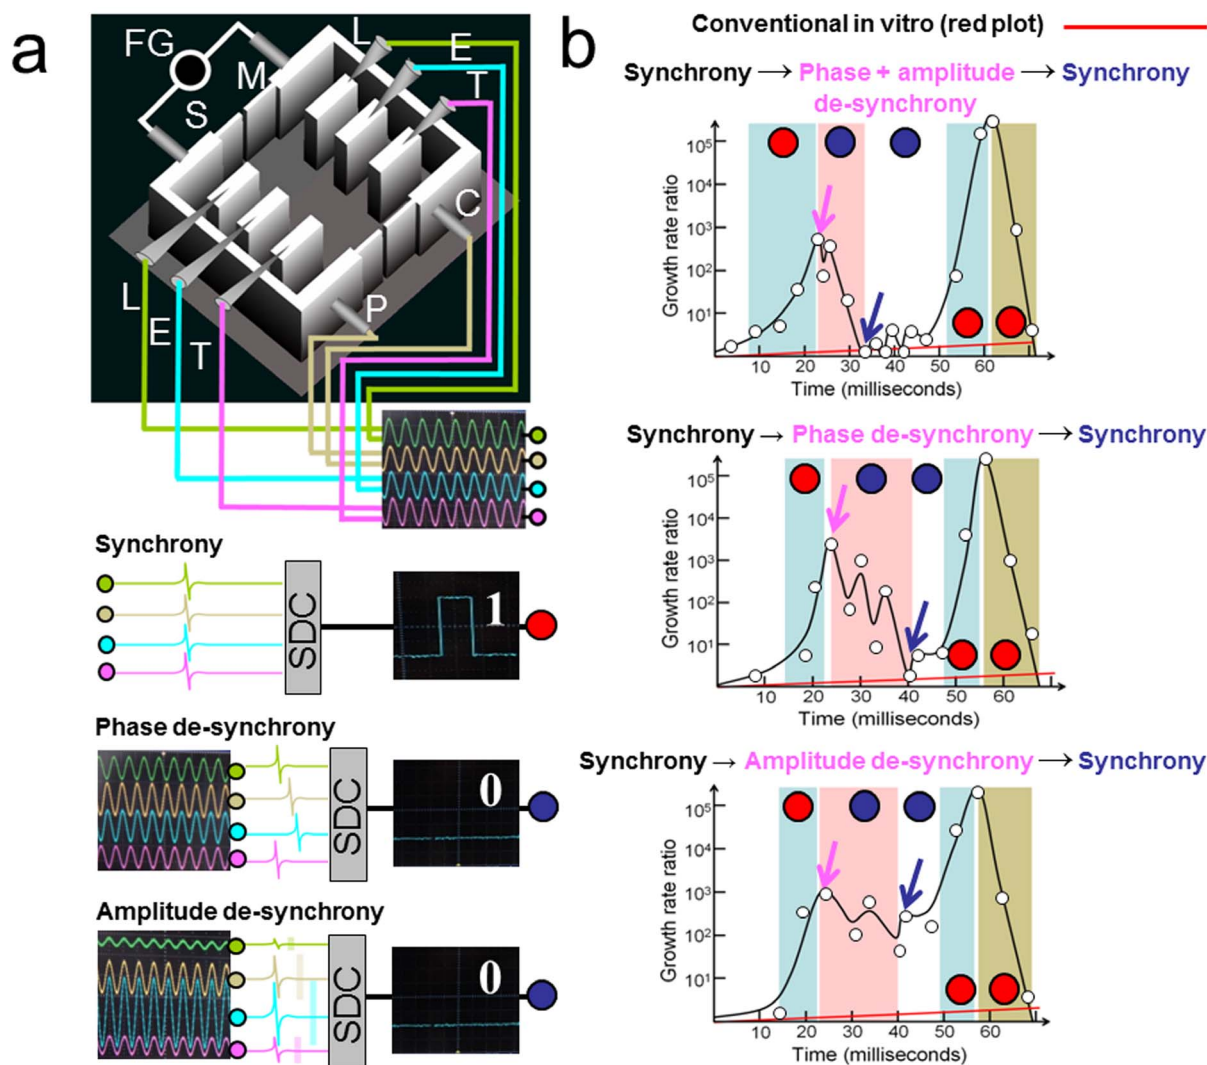 a
FG
S
M
L
E
T
C
P
L
E
T
Synchrony
SDC
1
Phase de-synchrony
SDC
0
Amplitude de-synchrony
SDC
0
b
Conventional in vitro (red plot)
Synchrony → Phase + amplitude de-synchrony → Synchrony
Growth rate ratio
10⁵
10⁴
10³
10²
10¹
10 20 30 40 50 60
Time (milliseconds)
Synchrony → Phase de-synchrony → Synchrony
Growth rate ratio
10⁵
10⁴
10³
10²
10¹
10 20 30 40 50 60
Time (milliseconds)
Synchrony → Amplitude de-synchrony → Synchrony
Growth rate ratio
10⁵
10⁴
10³
10²
10¹
10 20 30 40 50 60
Time (milliseconds)